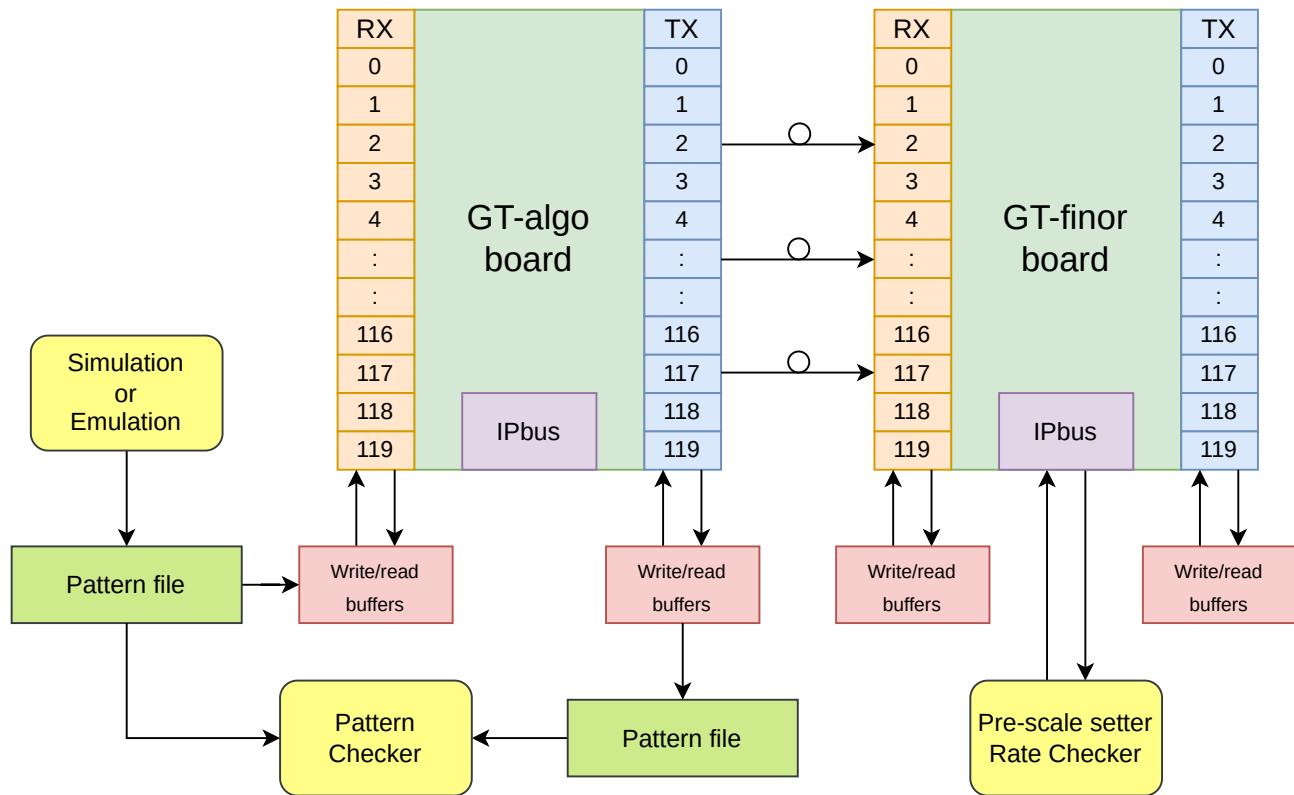 RX
0
1
2
3
4
:
:
116
117
118
119
GT-algo
board
IPbus
TX
0
1
2
3
4
:
:
116
117
118
119
RX
0
1
2
3
4
:
:
116
117
118
119
GT-finor
board
IPbus
TX
0
1
2
3
4
:
:
116
117
118
119
Simulation
or
Emulation
Pattern file
Write/read
buffers
Write/read
buffers
Write/read
buffers
Write/read
buffers
Pattern
Checker
Pattern file
Pre-scale setter
Rate Checker